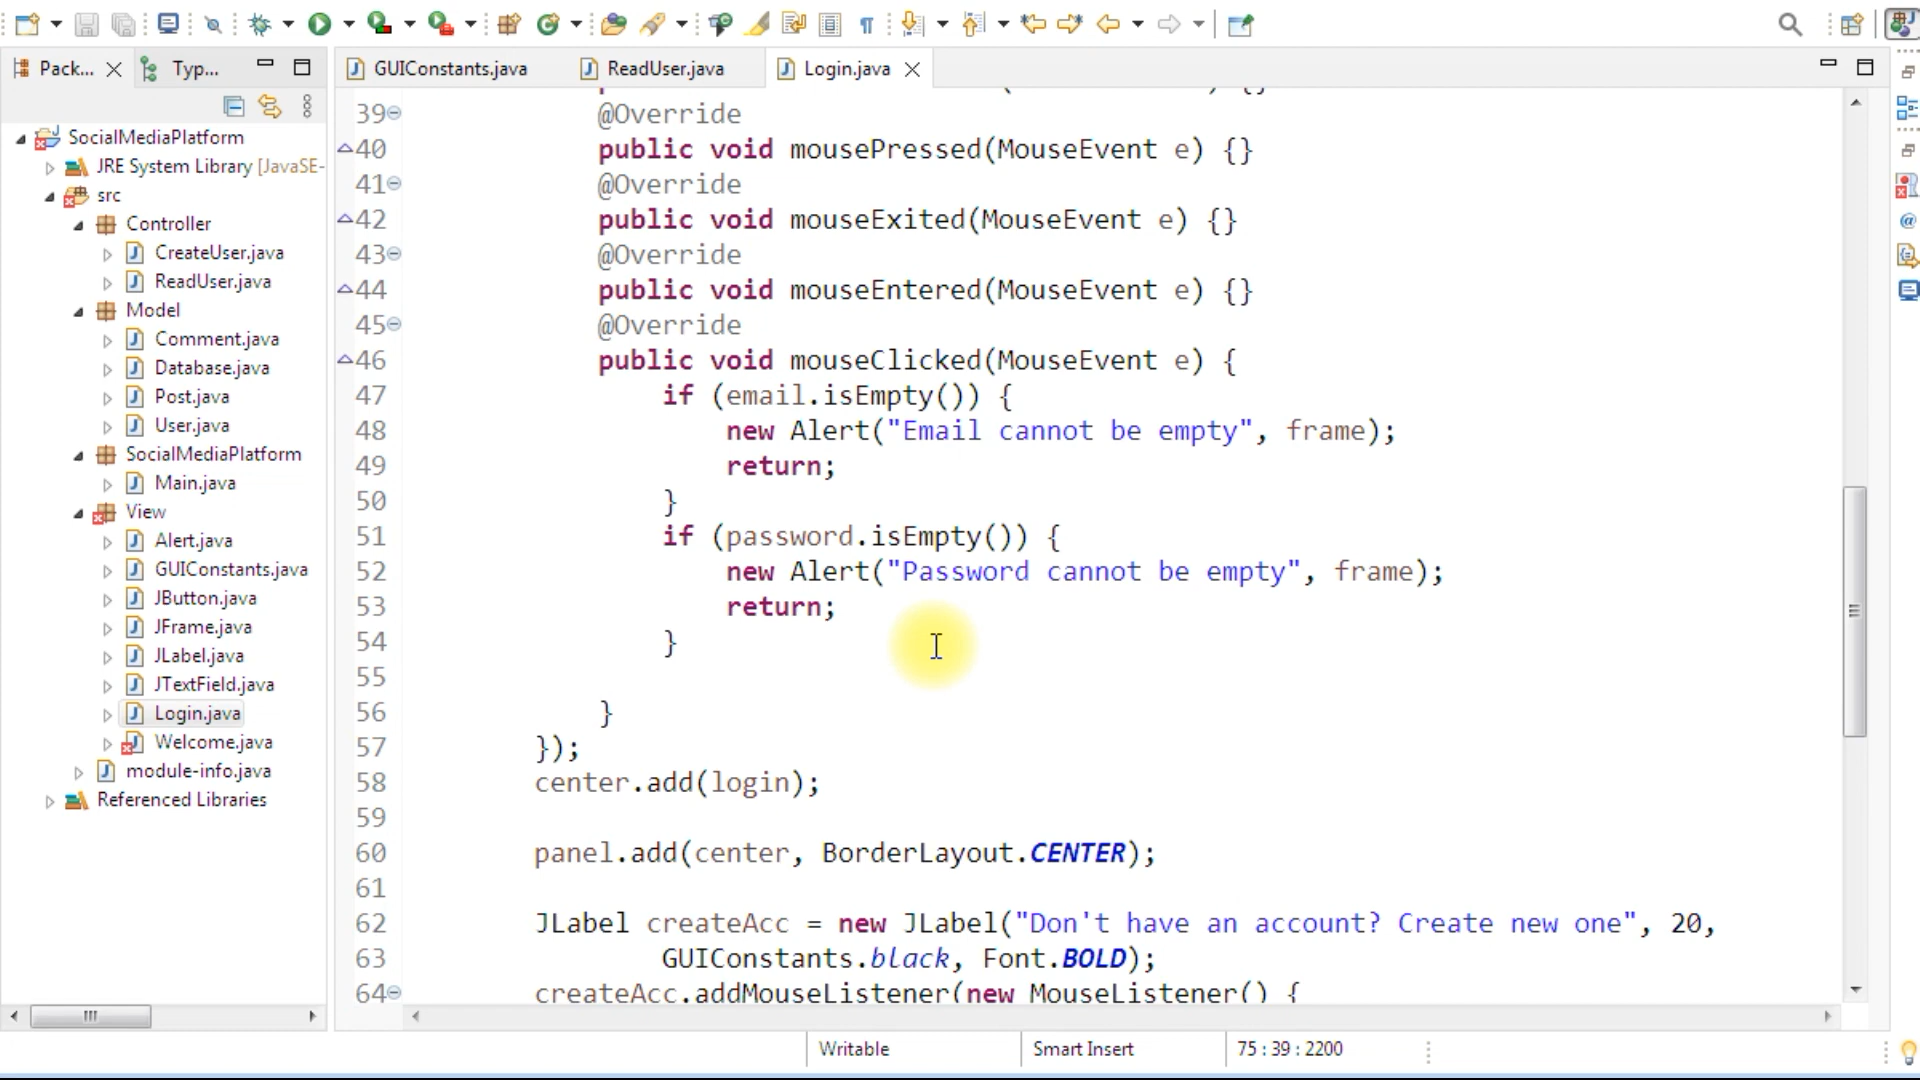 Pack...
Typ...
GUIConstants.java
ReadUser.java
Login.java
SocialMediaPlatform
JRE System Library [JavaSE-
src
Controller
CreateUser.java
ReadUser.java
Model
Comment.java
Database.java
Post.java
User.java
SocialMediaPlatform
Main.java
View
Alert.java
GUIConstants.java
JButton.java
JFrame.java
JLabel.java
JTextField.java
Login.java
Welcome.java
module-info.java
Referenced Libraries
39 @Override
40 public void mousePressed(MouseEvent e) {}
41 @Override
42 public void mouseExited(MouseEvent e) {}
43 @Override
44 public void mouseEntered(MouseEvent e) {}
45 @Override
46 public void mouseClicked(MouseEvent e) {
47 if (email.isEmpty()) {
48 new Alert("Email cannot be empty", frame);
49 return;
50 }
51 if (password.isEmpty()) {
52 new Alert("Password cannot be empty", frame);
53 return;
54 }
55
56 }
57 });
58 center.add(login);
59
60 panel.add(center, BorderLayout.CENTER);
61
62 JLabel createAcc = new JLabel("Don't have an account? Create new one", 20,
63 GUIConstants.black, Font.BOLD);
64 createAcc.addMouseListener(new MouseListener() {
Writable
Smart Insert
75 : 39 : 2200